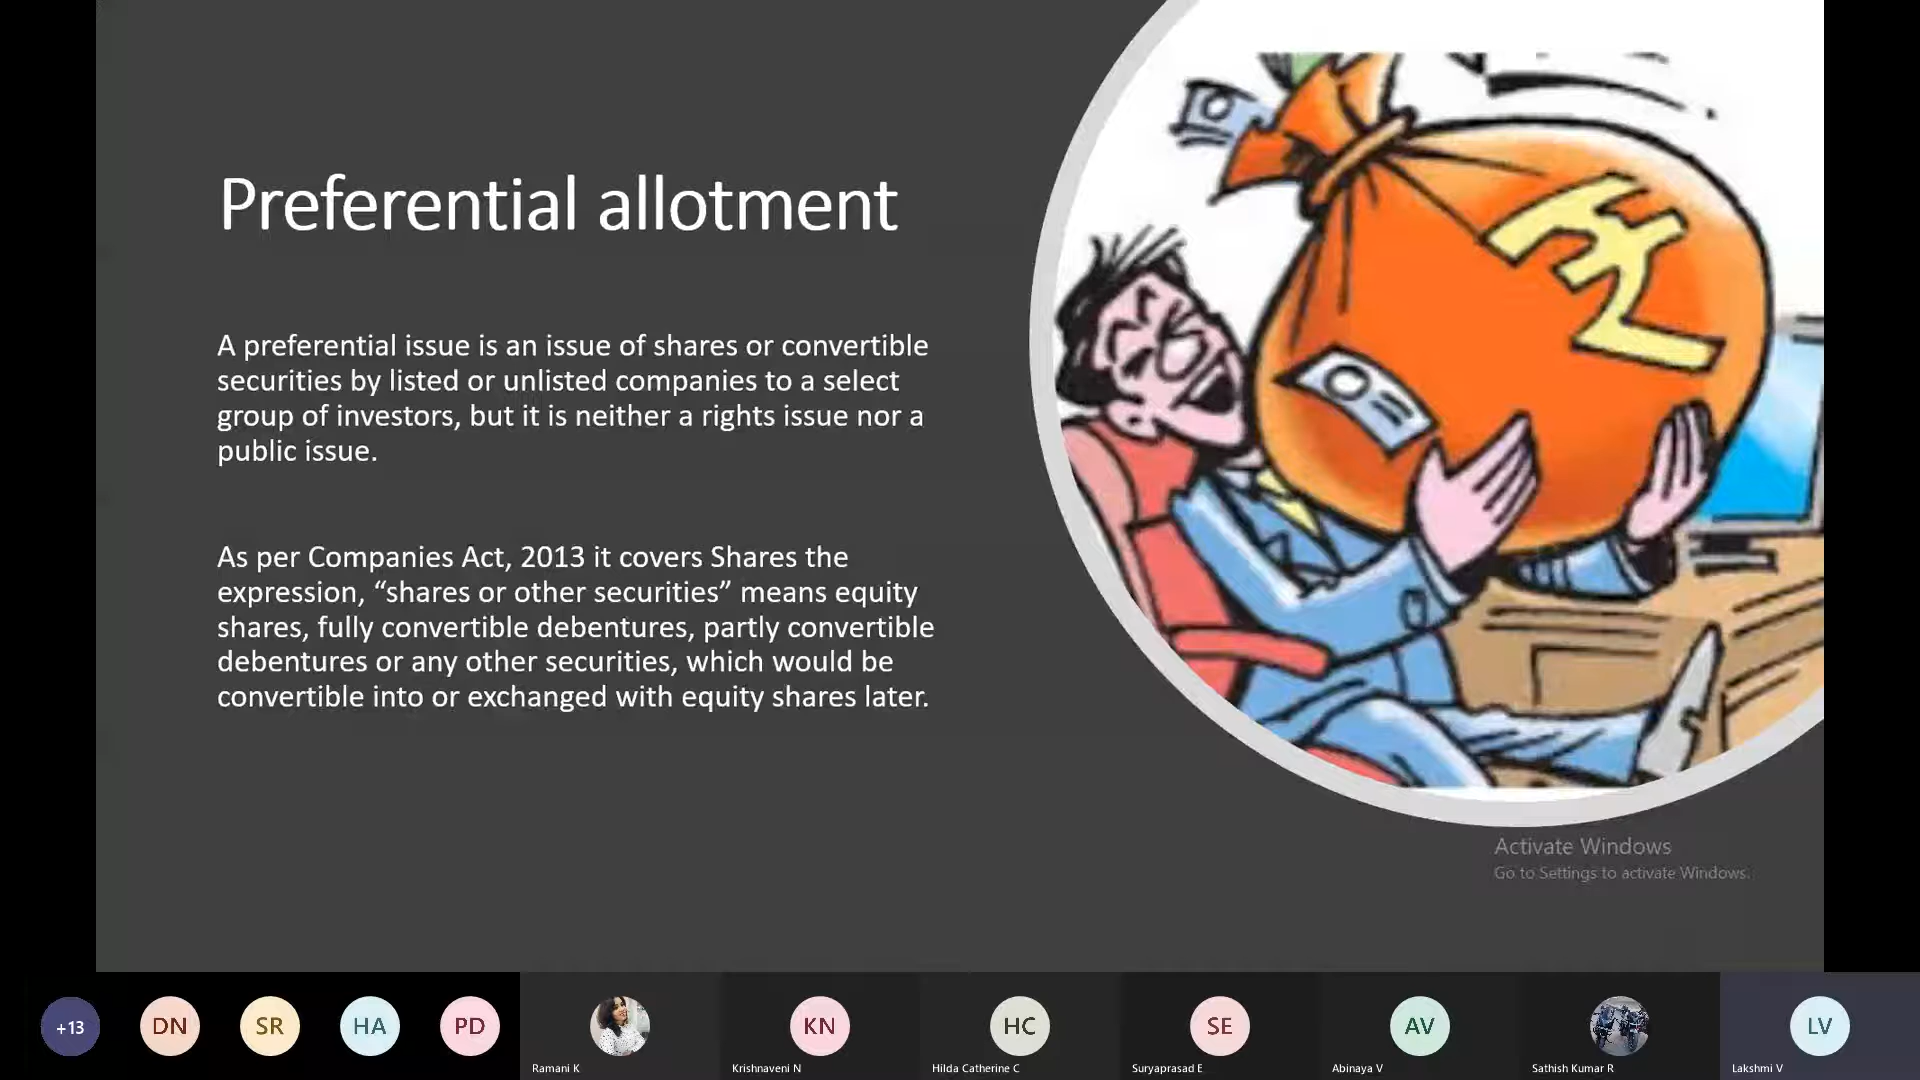 Preferential allotment
A preferential issue is an issue of shares or convertible
securities by listed or unlisted companies to a select
group of investors, but it is neither a rights issue nor a
public issue.
As per Companies Act, 2013 it covers Shares the
expression, “shares or other securities” means equity
shares, fully convertible debentures, partly convertible
debentures or any other securities, which would be
convertible into or exchanged with equity shares later.
₹
Activate Windows
Go to Settings to activate Windows.
+13
DN
SR
HA
PD
Ramani K
KN
Krishnaveni N
HC
Hilda Catherine C
SE
Suryaprasad E
AV
Abinaya V
Sathish Kumar R
LV
Lakshmi V